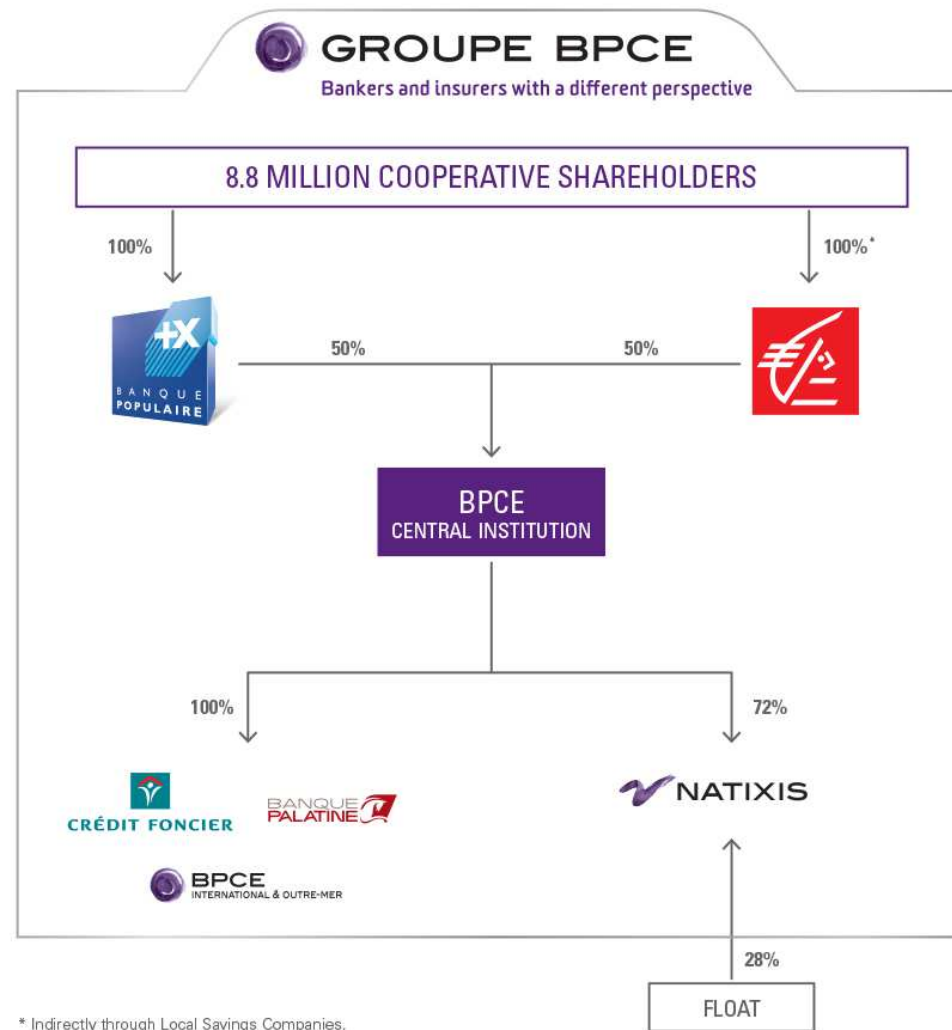 GROUPE BPCE
Bankers and insurers with a different perspective
8.8 MILLION COOPERATIVE SHAREHOLDERS
100%
100%*
+X
BANQUE
POPULAIRE
50%
50%
BPCE
CENTRAL INSTITUTION
100%
72%
CRÉDIT FONCIER
BANQUE
PALATINE
NATIXIS
BPCE
INTERNATIONAL & OUTRE-MER
28%
FLOAT
* Indirectly through Local Savings Companies.